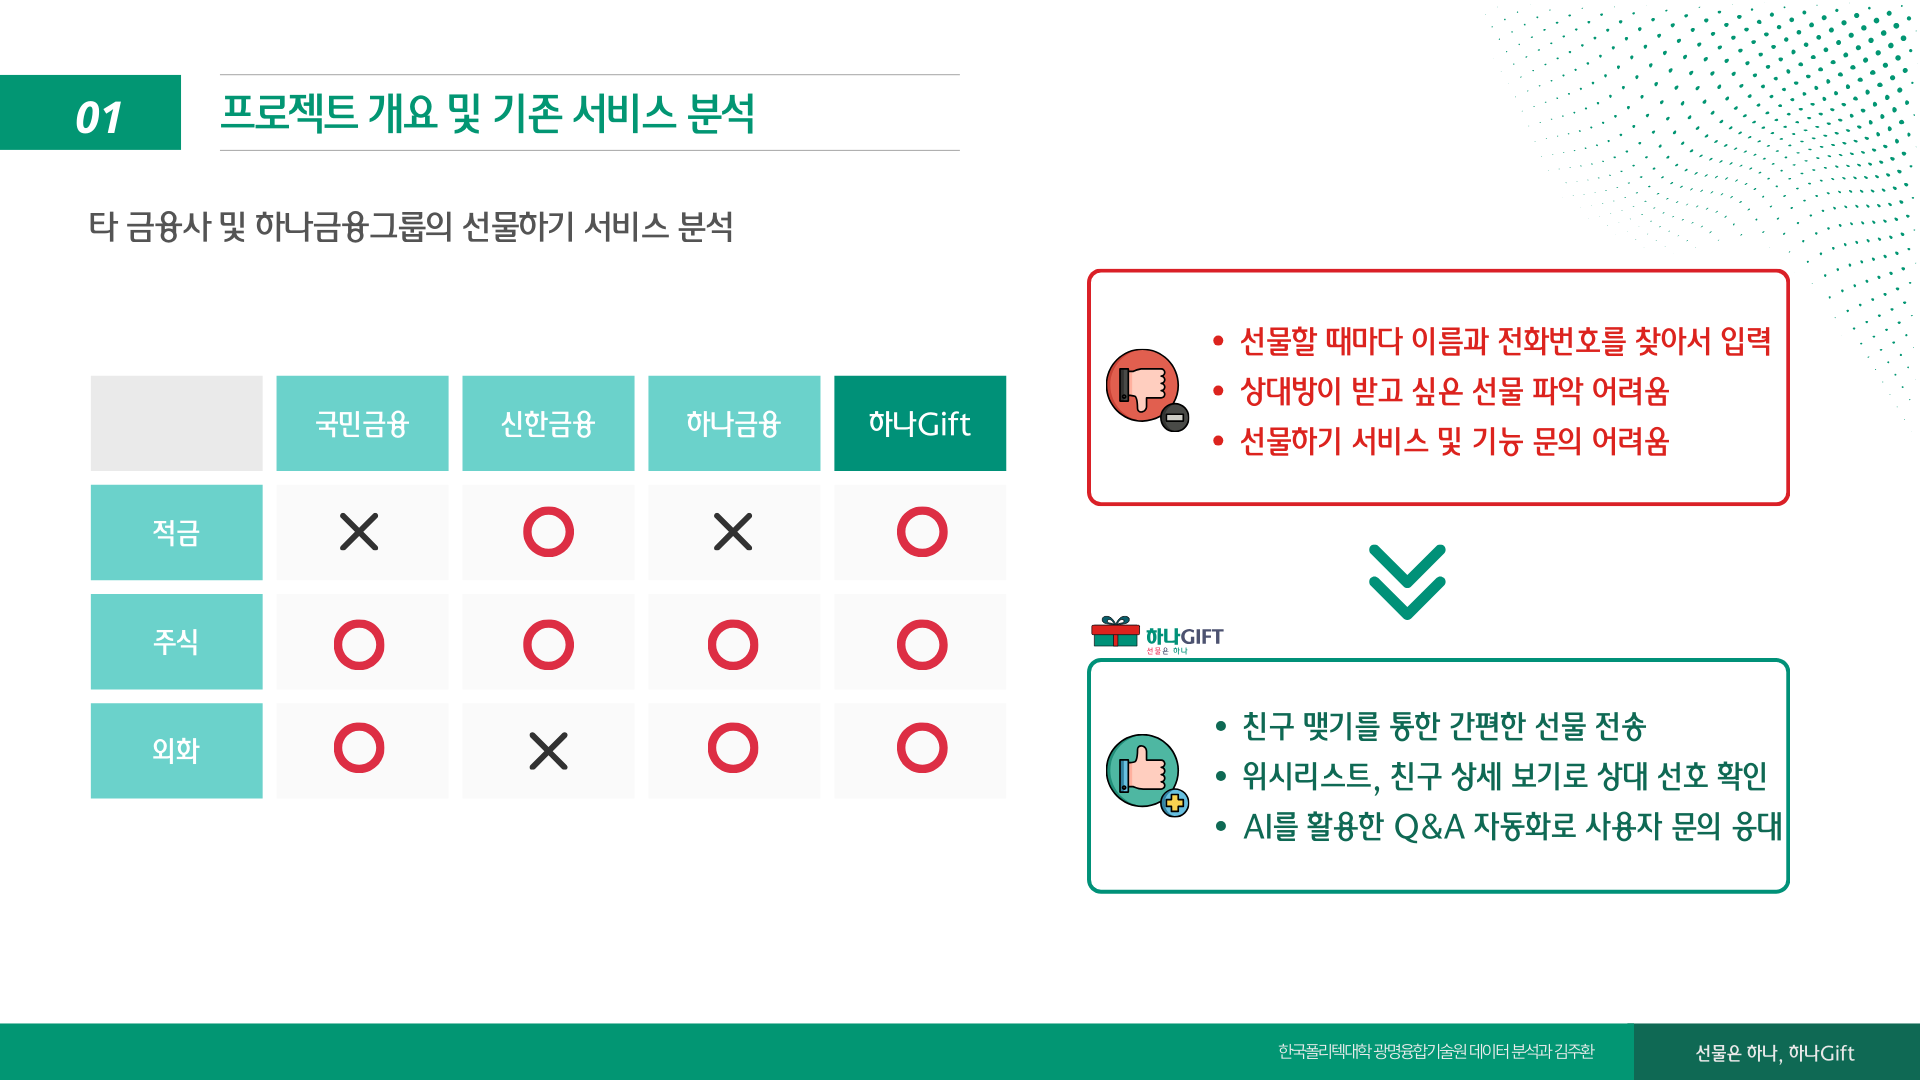 01
프로젝트 개요 및 기존 서비스 분석
타 금융사 및 하나금융그룹의 선물하기 서비스 분석
국민금융 신한금융 하나금융 하나Gift
적금
주식
외화
• 선물할 때마다 이름과 전화번호를 찾아서 입력
• 상대방이 받고 싶은 선물 파악 어려움
• 선물하기 서비스 및 기능 문의 어려움
하나GIFT
선물은 하나
• 친구 맺기를 통한 간편한 선물 전송
• 위시리스트, 친구 상세 보기로 상대 선호 확인
• AI를 활용한 Q&A 자동화로 사용자 문의 응대
한국폴리텍대학 광명융합기술원 데이터 분석과 김주환
선물은 하나, 하나Gift